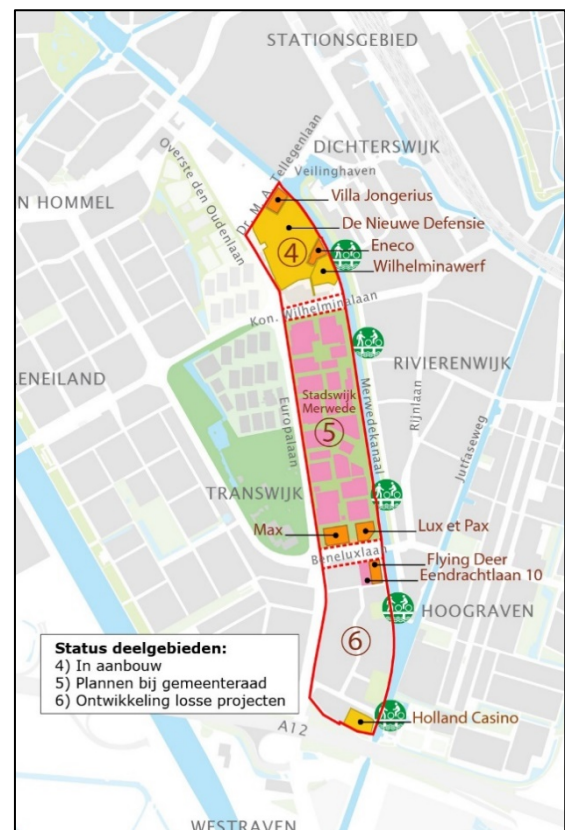 STATIONSGEBIED
DICHTERSWIJK
Veilinghaven
Dr. M. A. Tellegenlaan
Overste den Oudenlaan
Villa Jongerius
N HOMMEL
De Nieuwe Defensie
4
Eneco
Wilhelminawerf
Kon. Wilhelminalaan
RIVIERENWIJK
ENEILAND
Stadswijk
Merwede
5
Europalaan
Merwedekanaal
Rijnlaan
Jutfaseweg
TRANSWIJK
Max
Lux et Pax
Beneluxlaan
Flying Deer
Eendrachtlaan 10
HOOGRAVEN
6
Status deelgebieden:
4) In aanbouw
5) Plannen bij gemeenteraad
6) Ontwikkeling losse projecten
Holland Casino
A12
WESTRAVEN